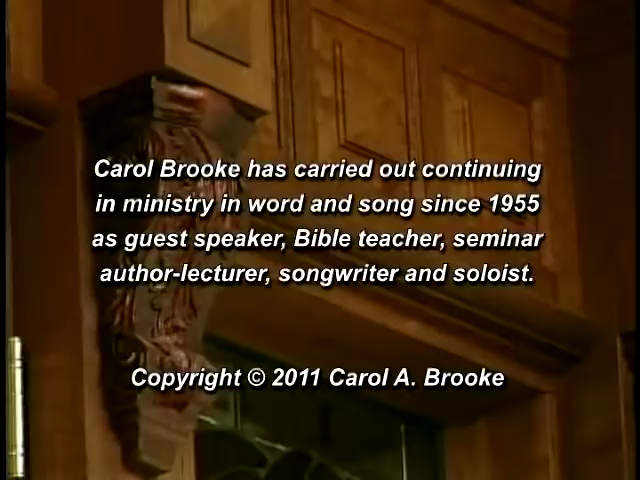 Carol Brooke has carried out continuing
in ministry in word and song since 1955
as guest speaker, Bible teacher, seminar
author-lecturer, songwriter and soloist.
Copyright © 2011 Carol A. Brooke